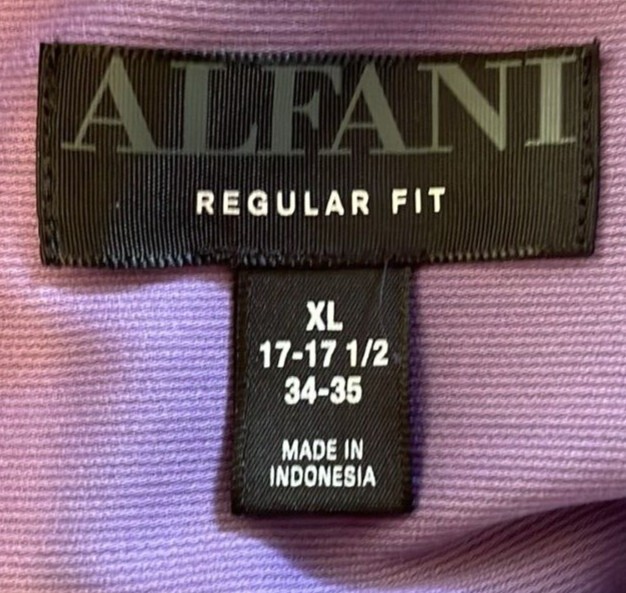 ALFANI
REGULAR FIT
XL
17-17 1/2
34-35
MADE IN
INDONESIA